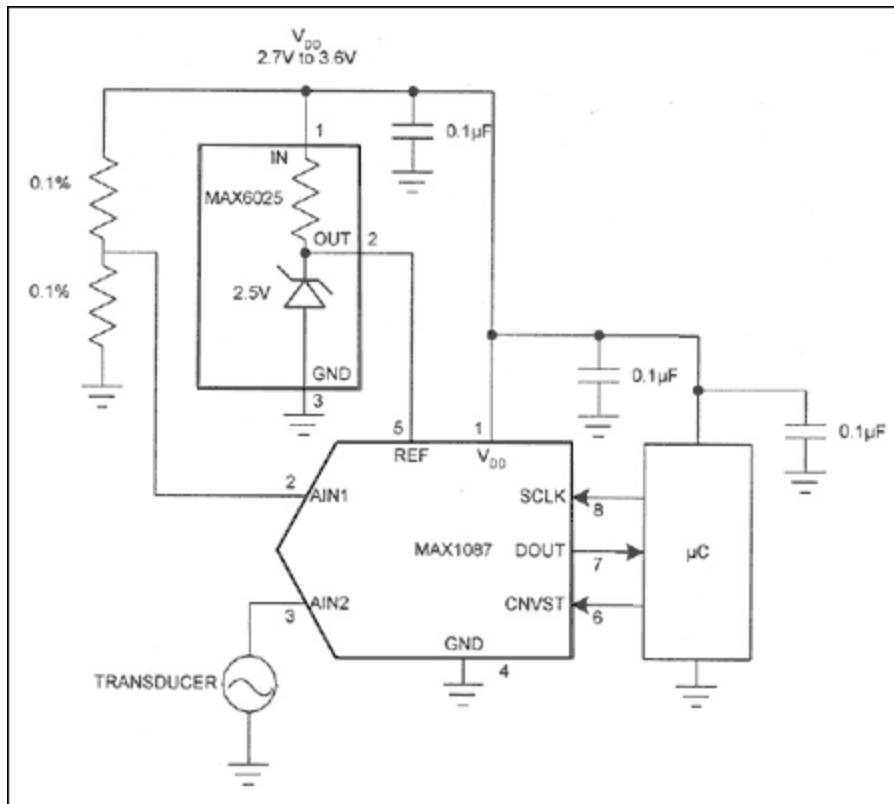 V_DD
2.7V to 3.6V
1
IN
0.1µF
0.1%
MAX6025
OUT
2
0.1%
2.5V
GND
3
0.1µF
0.1µF
5
1
REF
V_DD
2
AIN1
SCLK
8
MAX1087
DOUT
7
µC
3
AIN2
CNVST
6
GND
4
TRANSDUCER